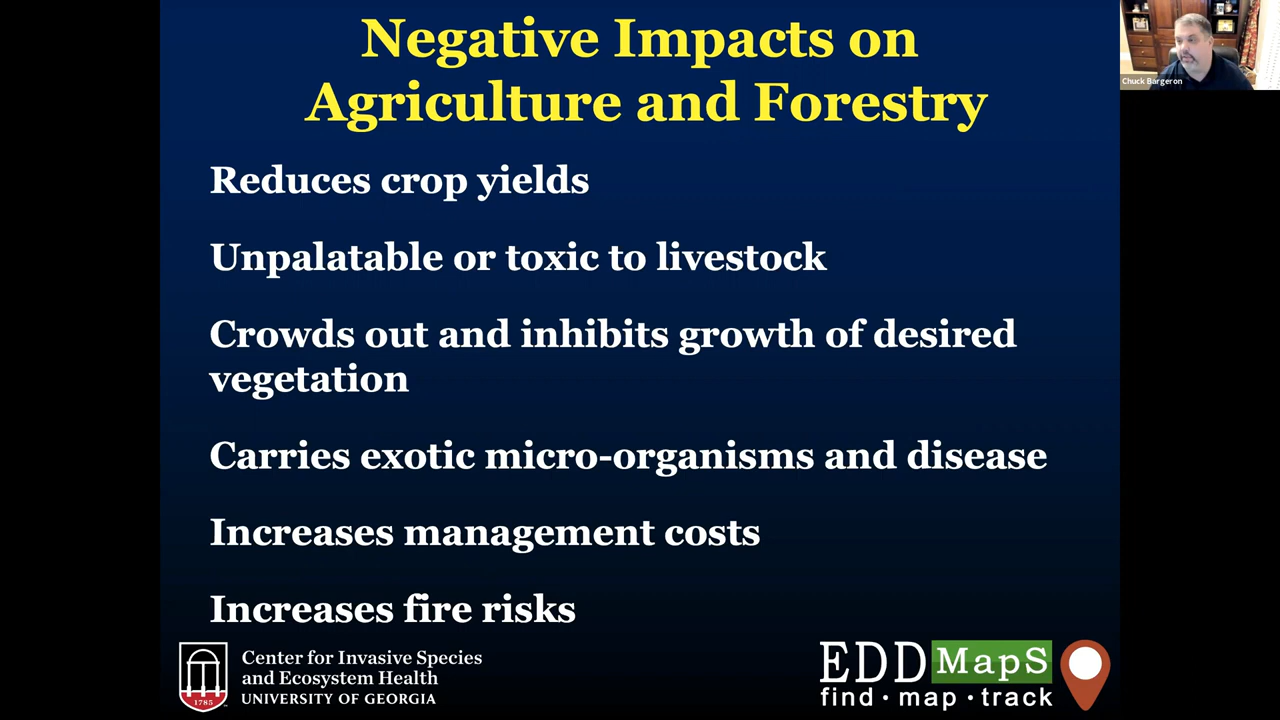 Negative Impacts on
Agriculture and Forestry
Chuck Bargeron
Reduces crop yields
Unpalatable or toxic to livestock
Crowds out and inhibits growth of desired
vegetation
Carries exotic micro-organisms and disease
Increases management costs
Increases fire risks
1785
Center for Invasive Species
and Ecosystem Health
UNIVERSITY OF GEORGIA
EDDMapS
find · map · track